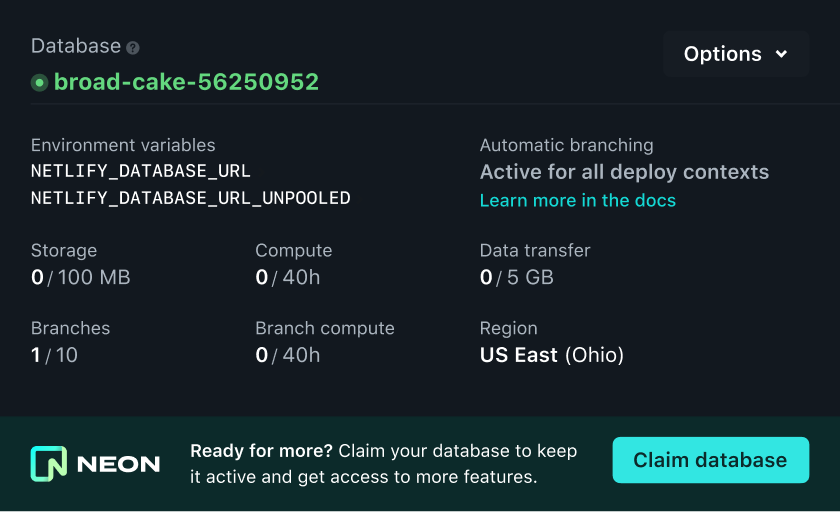 Database
Options
broad-cake-56250952
Environment variables
NETLIFY_DATABASE_URL
NETLIFY_DATABASE_URL_UNPOOLED
Automatic branching
Active for all deploy contexts
Learn more in the docs
Storage
0 / 100 MB
Compute
0 / 40h
Data transfer
0 / 5 GB
Branches
1 / 10
Branch compute
0 / 40h
Region
US East (Ohio)
NEON
Ready for more? Claim your database to keep
it active and get access to more features.
Claim database